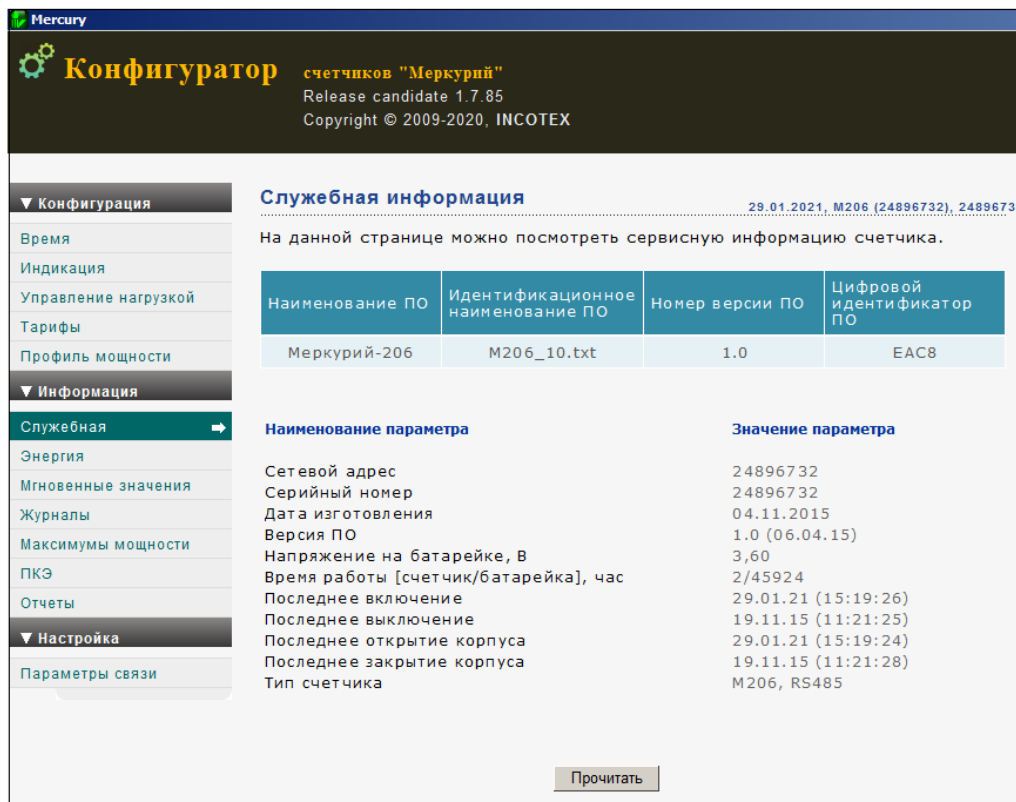 Mercury
Конфигуратор счетчиков "Меркурий"
Release candidate 1.7.85
Copyright © 2009-2020, INCOTEX
▼ Конфигурация
Время
Индикация
Управление нагрузкой
Тарифы
Профиль мощности
▼ Информация
Служебная
Энергия
Мгновенные значения
Журналы
Максимумы мощности
ПКЭ
Отчеты
▼ Настройка
Параметры связи
Служебная информация
29.01.2021, M206 (24896732), 2489673
На данной странице можно посмотреть сервисную информацию счетчика.
Наименование ПО
Идентификационное наименование ПО
Номер версии ПО
Цифровой идентификатор ПО
Меркурий-206 M206_10.txt 1.0 EAC8
Наименование параметра Значение параметра
Сетевой адрес 24896732
Серийный номер 24896732
Дата изготовления 04.11.2015
Версия ПО 1.0 (06.04.15)
Напряжение на батарейке, В 3,60
Время работы [счетчик/батарейка], час 2/45924
Последнее включение 29.01.21 (15:19:26)
Последнее выключение 19.11.15 (11:21:25)
Последнее открытие корпуса 29.01.21 (15:19:24)
Последнее закрытие корпуса 19.11.15 (11:21:28)
Тип счетчика M206, RS485
Прочитать